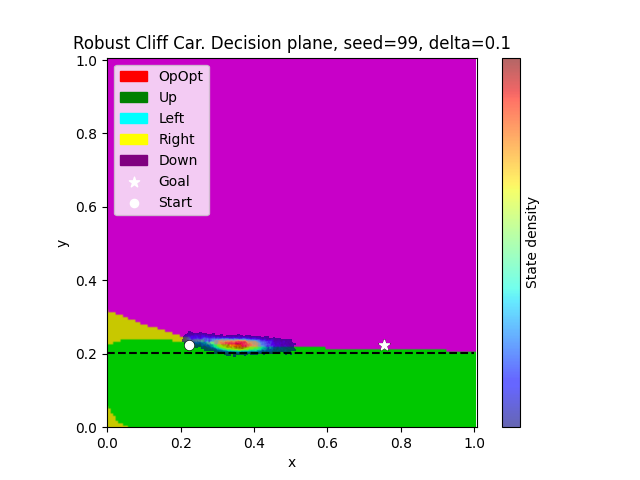 Robust Cliff Car. Decision plane, seed=99, delta=0.1
1.0
0.8
0.6
0.4
0.2
0.0
y
OpOpt
Up
Left
Right
Down
Goal
Start
State density
0.0 0.2 0.4 0.6 0.8 1.0
x